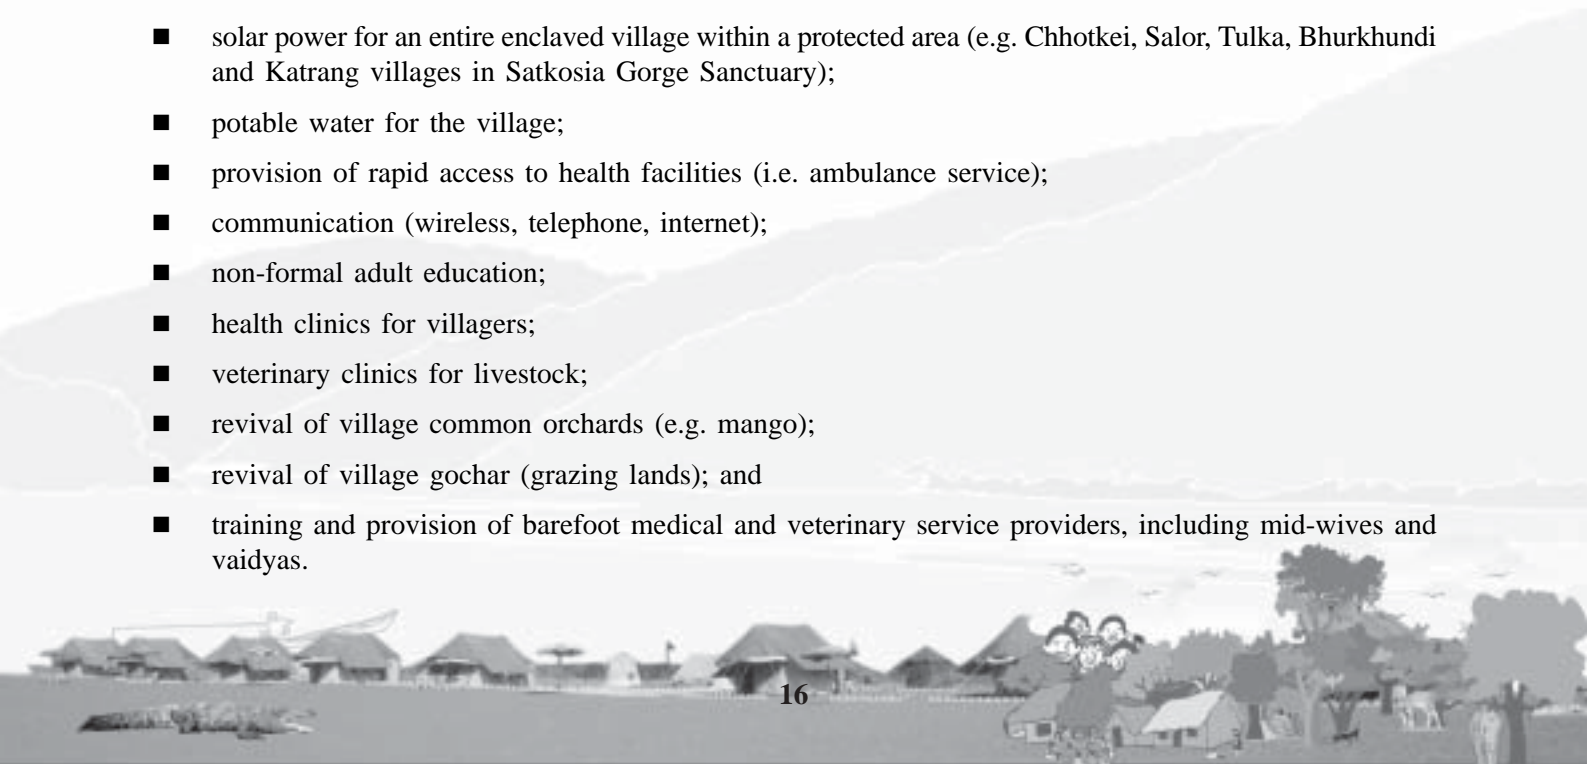 ■ solar power for an entire enclaved village within a protected area (e.g. Chhotkei, Salor, Tulka, Bhurkhundi
and Katrang villages in Satkosia Gorge Sanctuary);
■ potable water for the village;
■ provision of rapid access to health facilities (i.e. ambulance service);
■ communication (wireless, telephone, internet);
■ non-formal adult education;
■ health clinics for villagers;
■ veterinary clinics for livestock;
■ revival of village common orchards (e.g. mango);
■ revival of village gochar (grazing lands); and
■ training and provision of barefoot medical and veterinary service providers, including mid-wives and
vaidyas.
16